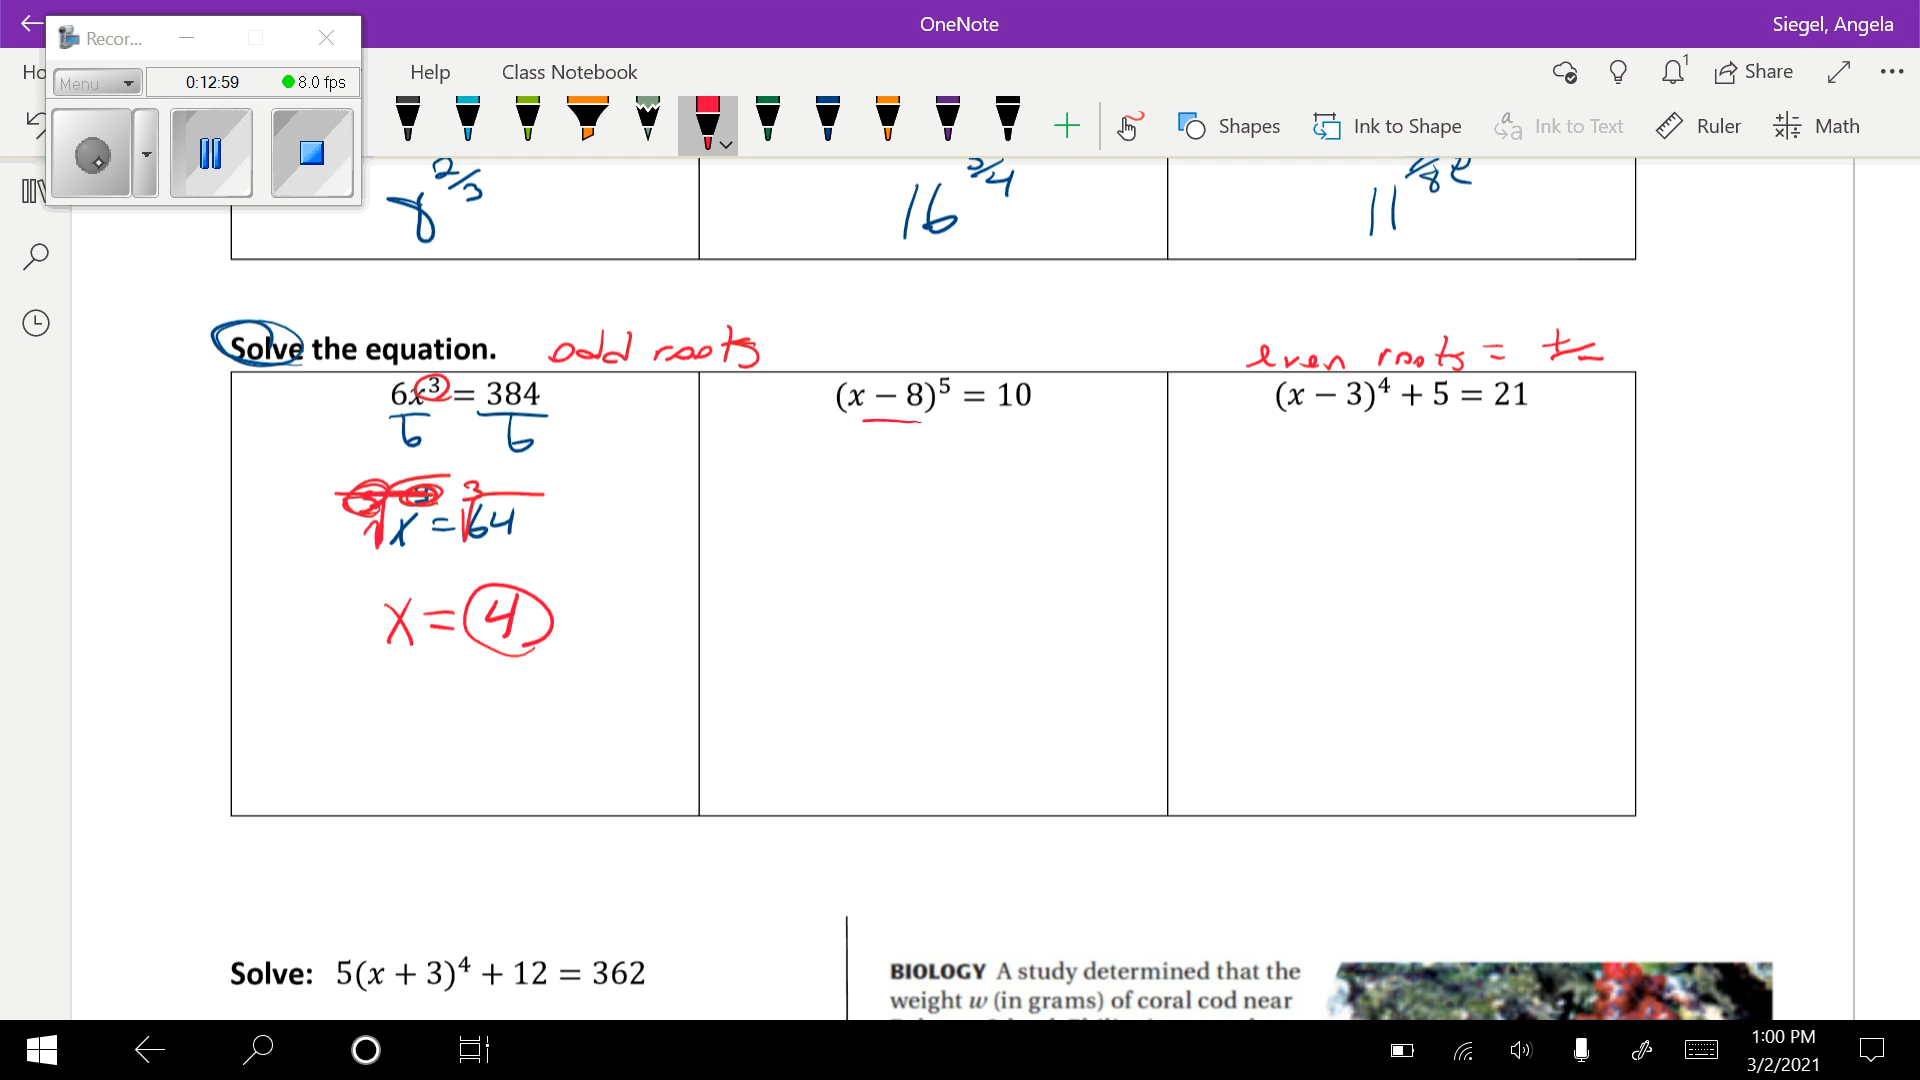 OneNote
Siegel, Angela
Recor...
Menu
0:12:59
8.0 fps
Help
Class Notebook
1
Share
Shapes
Ink to Shape
Ink to Text
Ruler
Math
8^{2/3}
16^{3/4}
11
Solve the equation. odd roots
even roots = ±
6x³ = 384
6 6
x = ∛64
x = 4
(x − 8)⁵ = 10
(x − 3)⁴ + 5 = 21
Solve: 5(x + 3)⁴ + 12 = 362
BIOLOGY A study determined that the
weight w (in grams) of coral cod near
1:00 PM
3/2/2021